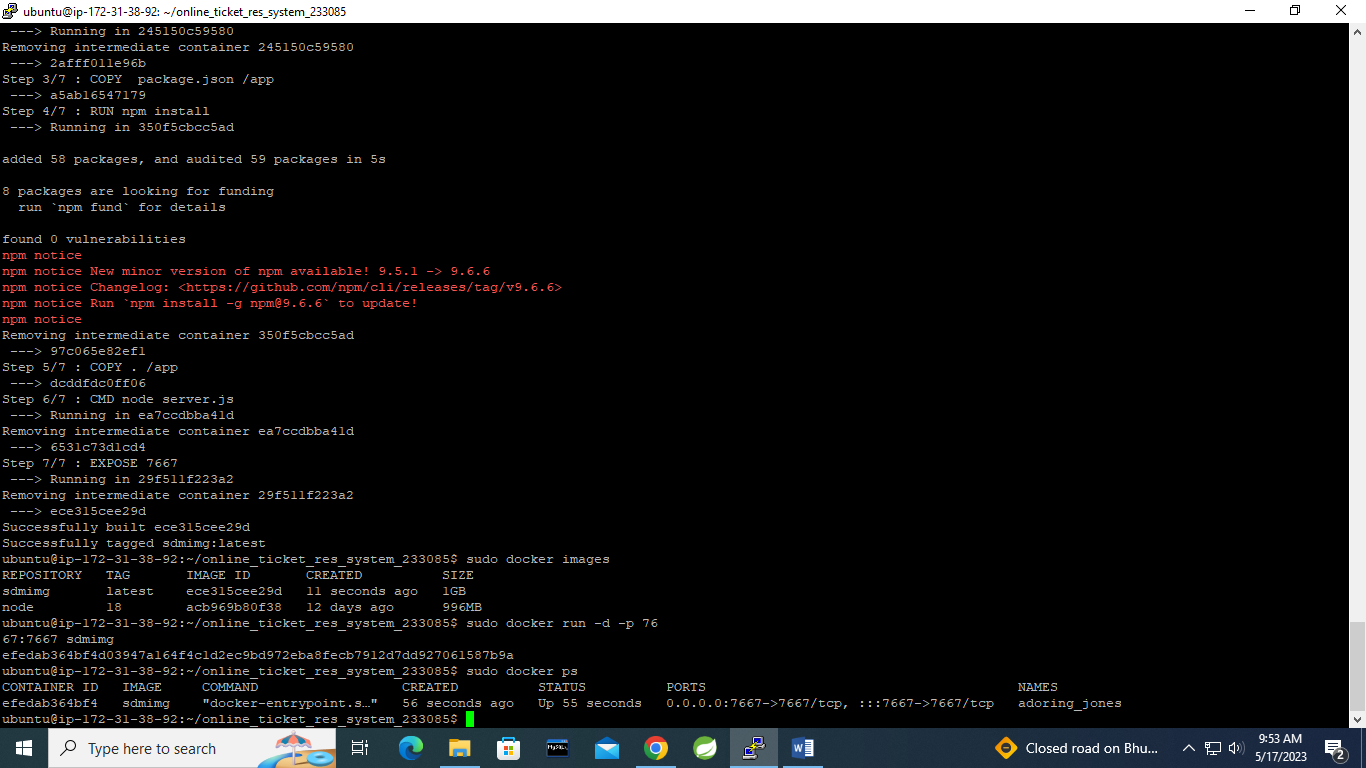 ubuntu@ip-172-31-38-92: ~/online_ticket_res_system_233085
---> Running in 245150c59580
Removing intermediate container 245150c59580
---> 2afff011e96b
Step 3/7 : COPY  package.json /app
---> a5ab16547179
Step 4/7 : RUN npm install
---> Running in 350f5cbcc5ad
added 58 packages, and audited 59 packages in 5s
8 packages are looking for funding
run `npm fund` for details
found 0 vulnerabilities
npm notice
npm notice New minor version of npm available! 9.5.1 -> 9.6.6
npm notice Changelog: <https://github.com/npm/cli/releases/tag/v9.6.6>
npm notice Run `npm install -g npm@9.6.6` to update!
npm notice
Removing intermediate container 350f5cbcc5ad
---> 97c065e82ef1
Step 5/7 : COPY . /app
---> dcddfdc0ff06
Step 6/7 : CMD node server.js
---> Running in ea7ccdbba41d
Removing intermediate container ea7ccdbba41d
---> 6531c73d1cd4
Step 7/7 : EXPOSE 7667
---> Running in 29f511f223a2
Removing intermediate container 29f511f223a2
---> ece315cee29d
Successfully built ece315cee29d
Successfully tagged sdmimg:latest
ubuntu@ip-172-31-38-92:~/online_ticket_res_system_233085$ sudo docker images
REPOSITORY   TAG       IMAGE ID       CREATED          SIZE
sdmimg       latest    ece315cee29d   11 seconds ago   1GB
node         18        acb969b80f38   12 days ago      996MB
ubuntu@ip-172-31-38-92:~/online_ticket_res_system_233085$ sudo docker run -d -p 76
67:7667 sdmimg
efedab364bf4d03947a164f4c1d2ec9bd972eba8fecb7912d7dd927061587b9a
ubuntu@ip-172-31-38-92:~/online_ticket_res_system_233085$ sudo docker ps
CONTAINER ID   IMAGE     COMMAND                  CREATED          STATUS          PORTS                                       NAMES
efedab364bf4   sdmimg    "docker-entrypoint.s…"   56 seconds ago   Up 55 seconds   0.0.0.0:7667->7667/tcp, :::7667->7667/tcp   adoring_jones
ubuntu@ip-172-31-38-92:~/online_ticket_res_system_233085$
Type here to search
MySQL
Closed road on Bhu...
9:53 AM
5/17/2023
2